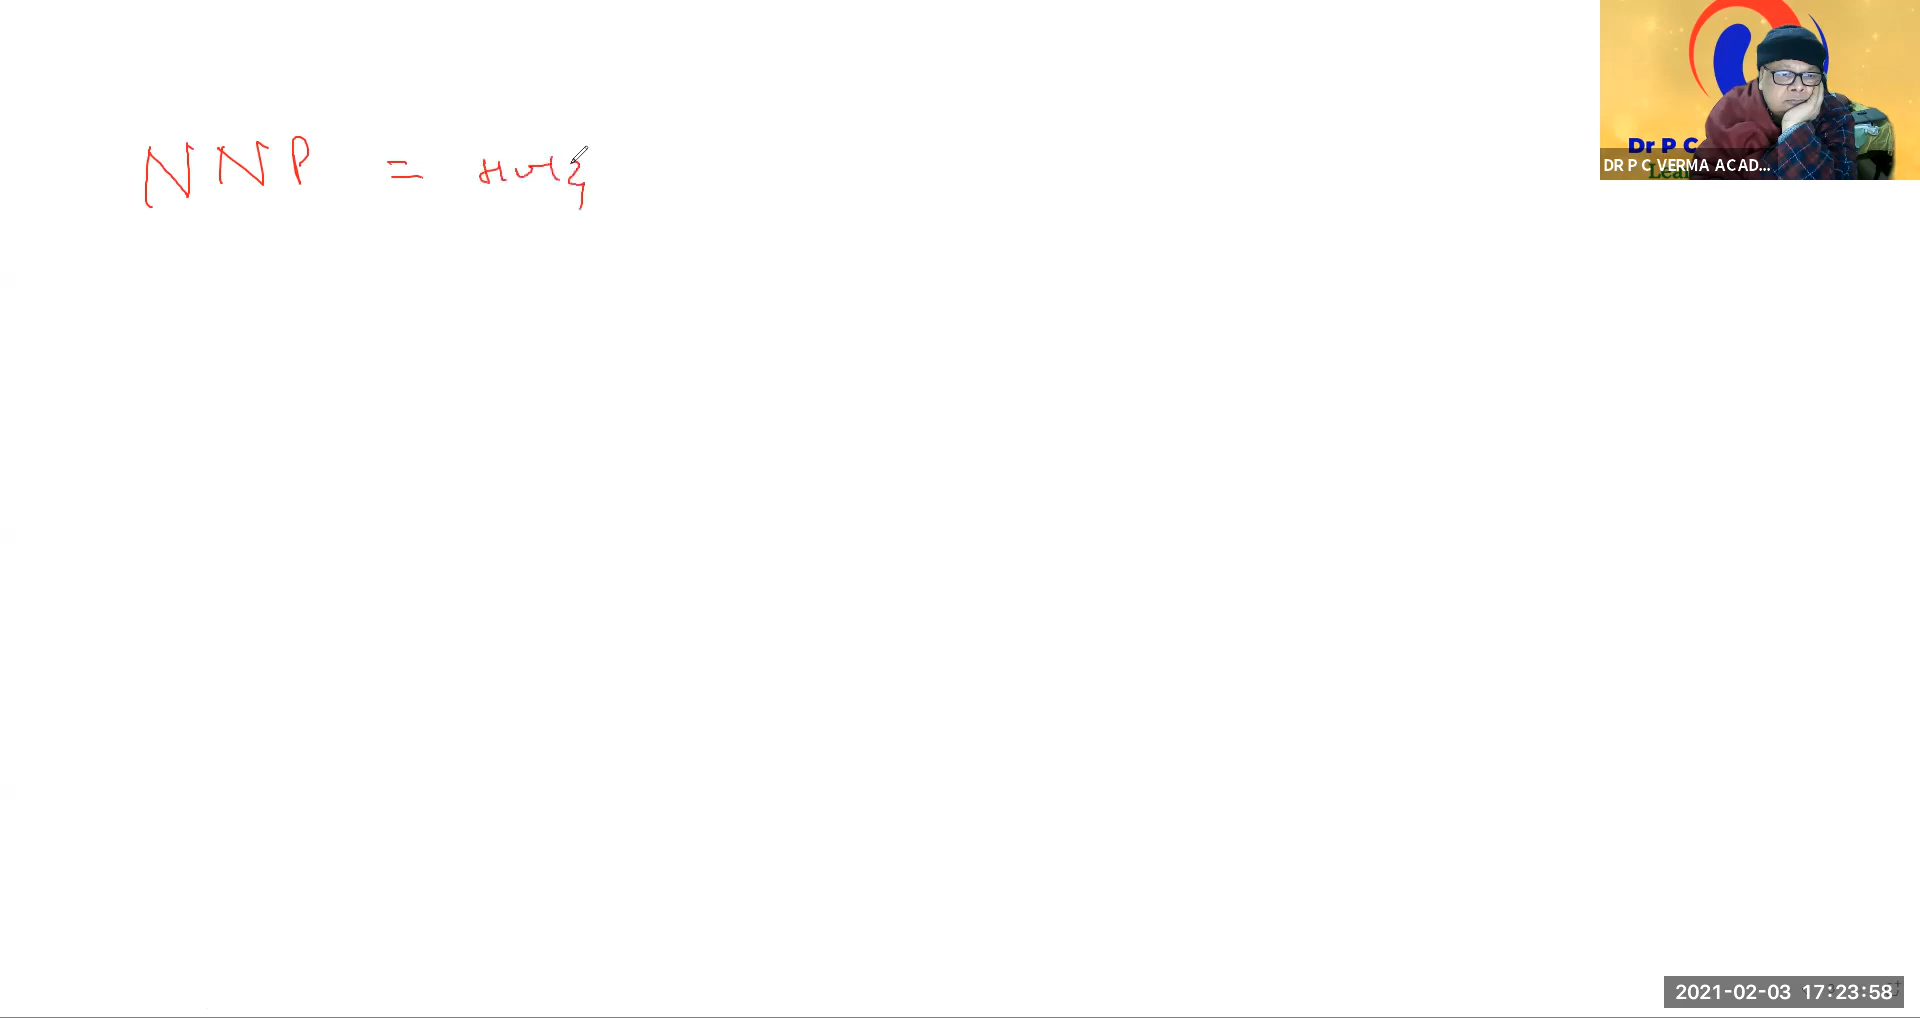 NNP =
Dr P C
DR P C VERMA ACAD...
2021-02-03 17:23:58